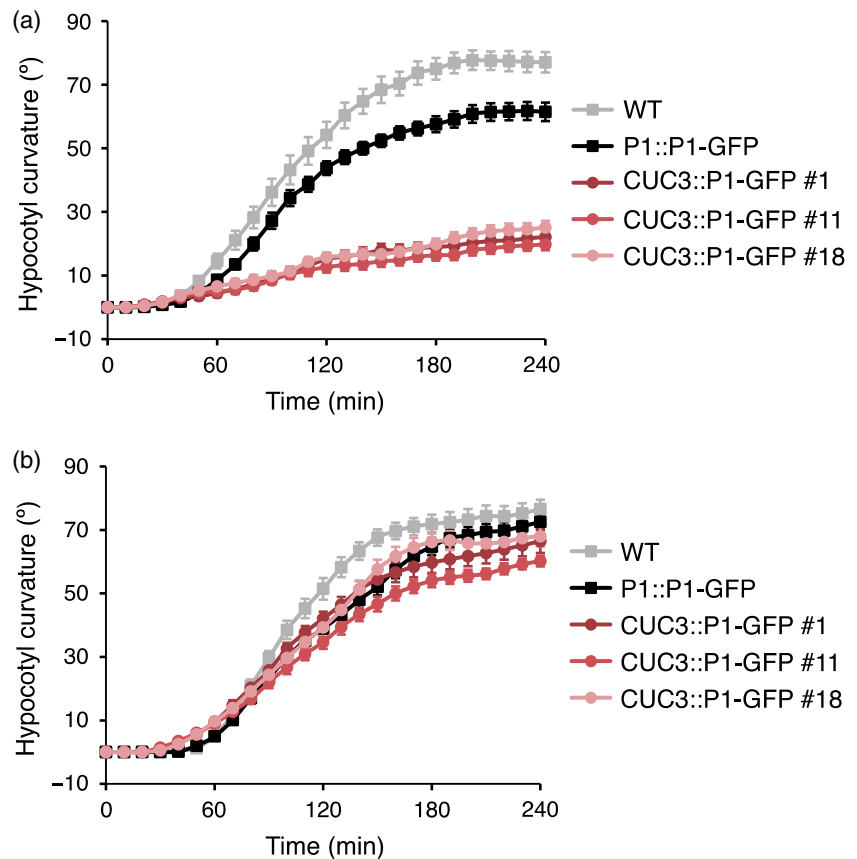 (a)
90
70
50
30
10
−10
Hypocotyl curvature (°)
0 60 120 180 240
Time (min)
WT
P1::P1-GFP
CUC3::P1-GFP #1
CUC3::P1-GFP #11
CUC3::P1-GFP #18
(b)
90
70
50
30
10
−10
Hypocotyl curvature (°)
0 60 120 180 240
Time (min)
WT
P1::P1-GFP
CUC3::P1-GFP #1
CUC3::P1-GFP #11
CUC3::P1-GFP #18